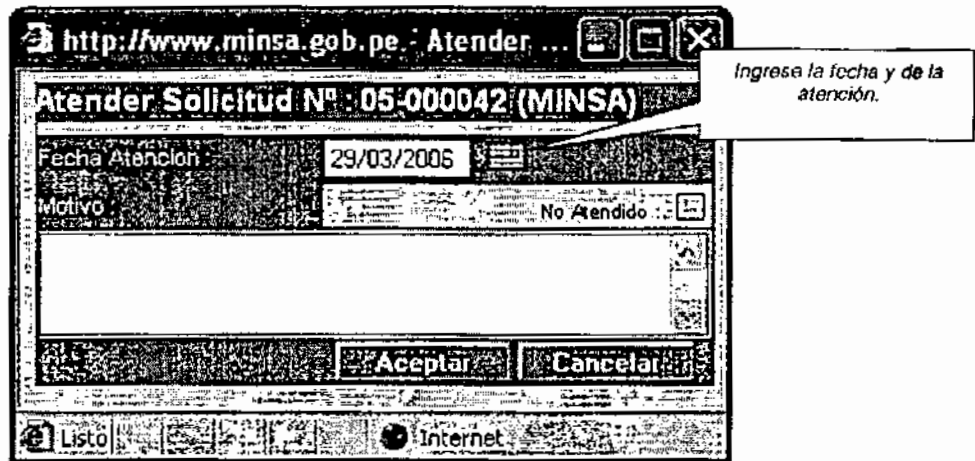 http://www.minsa.gob.pe - Atender ...
Ingrese la fecha y de la
atención.
Atender Solicitud Nº : 05-000042 (MINSA)
Fecha Atencion :
29/03/2006
Motivo :
No Atendido
Aceptar
Cancelar
Listo
Internet